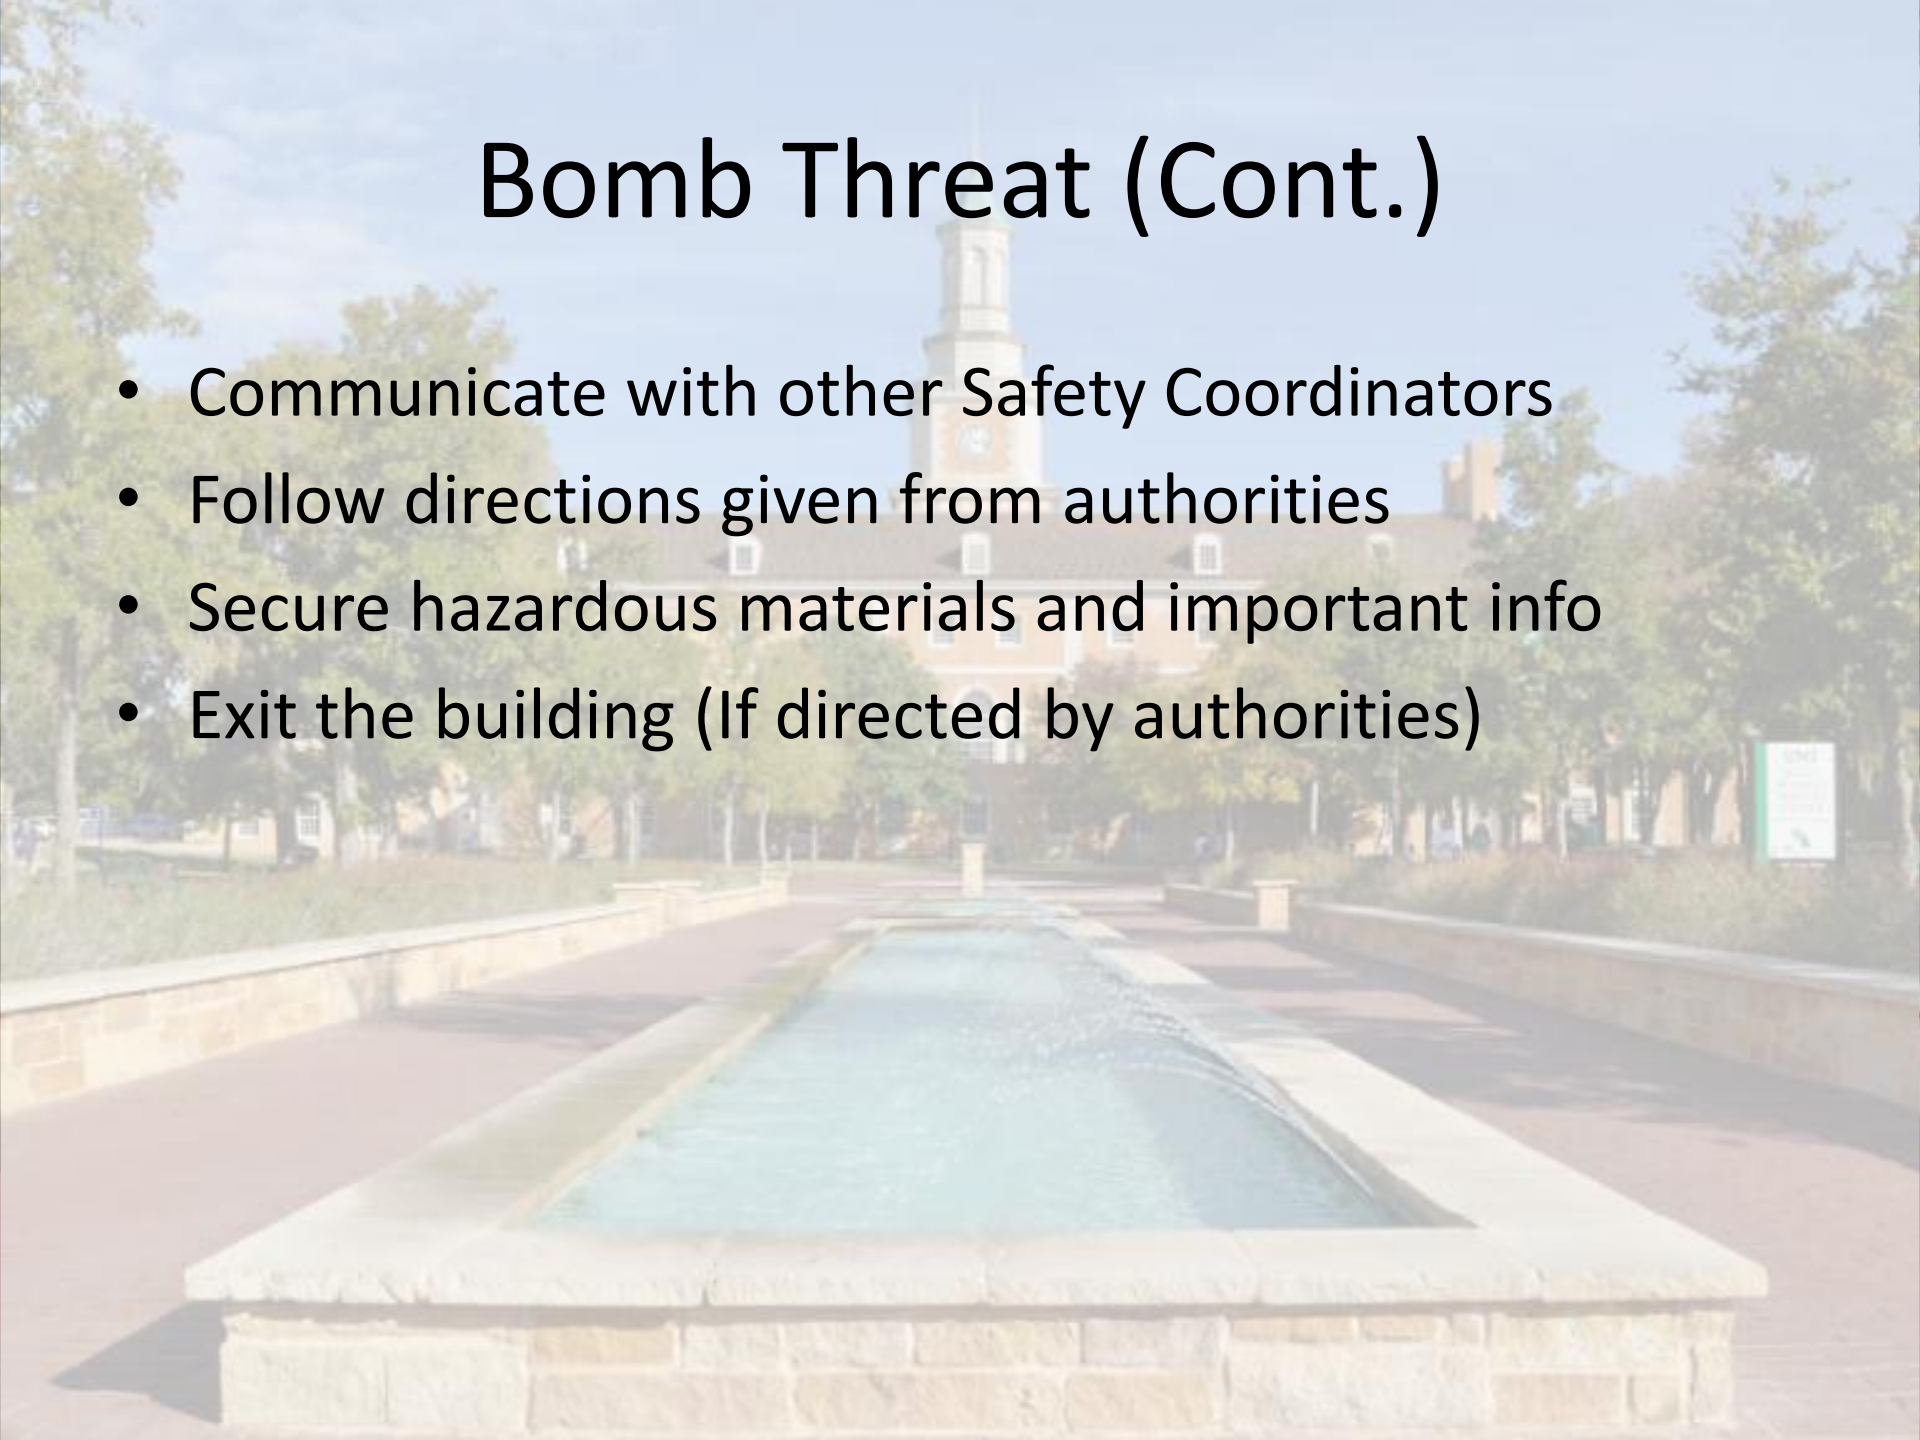 Bomb Threat (Cont.)
• Communicate with other Safety Coordinators
• Follow directions given from authorities
• Secure hazardous materials and important info
• Exit the building (If directed by authorities)